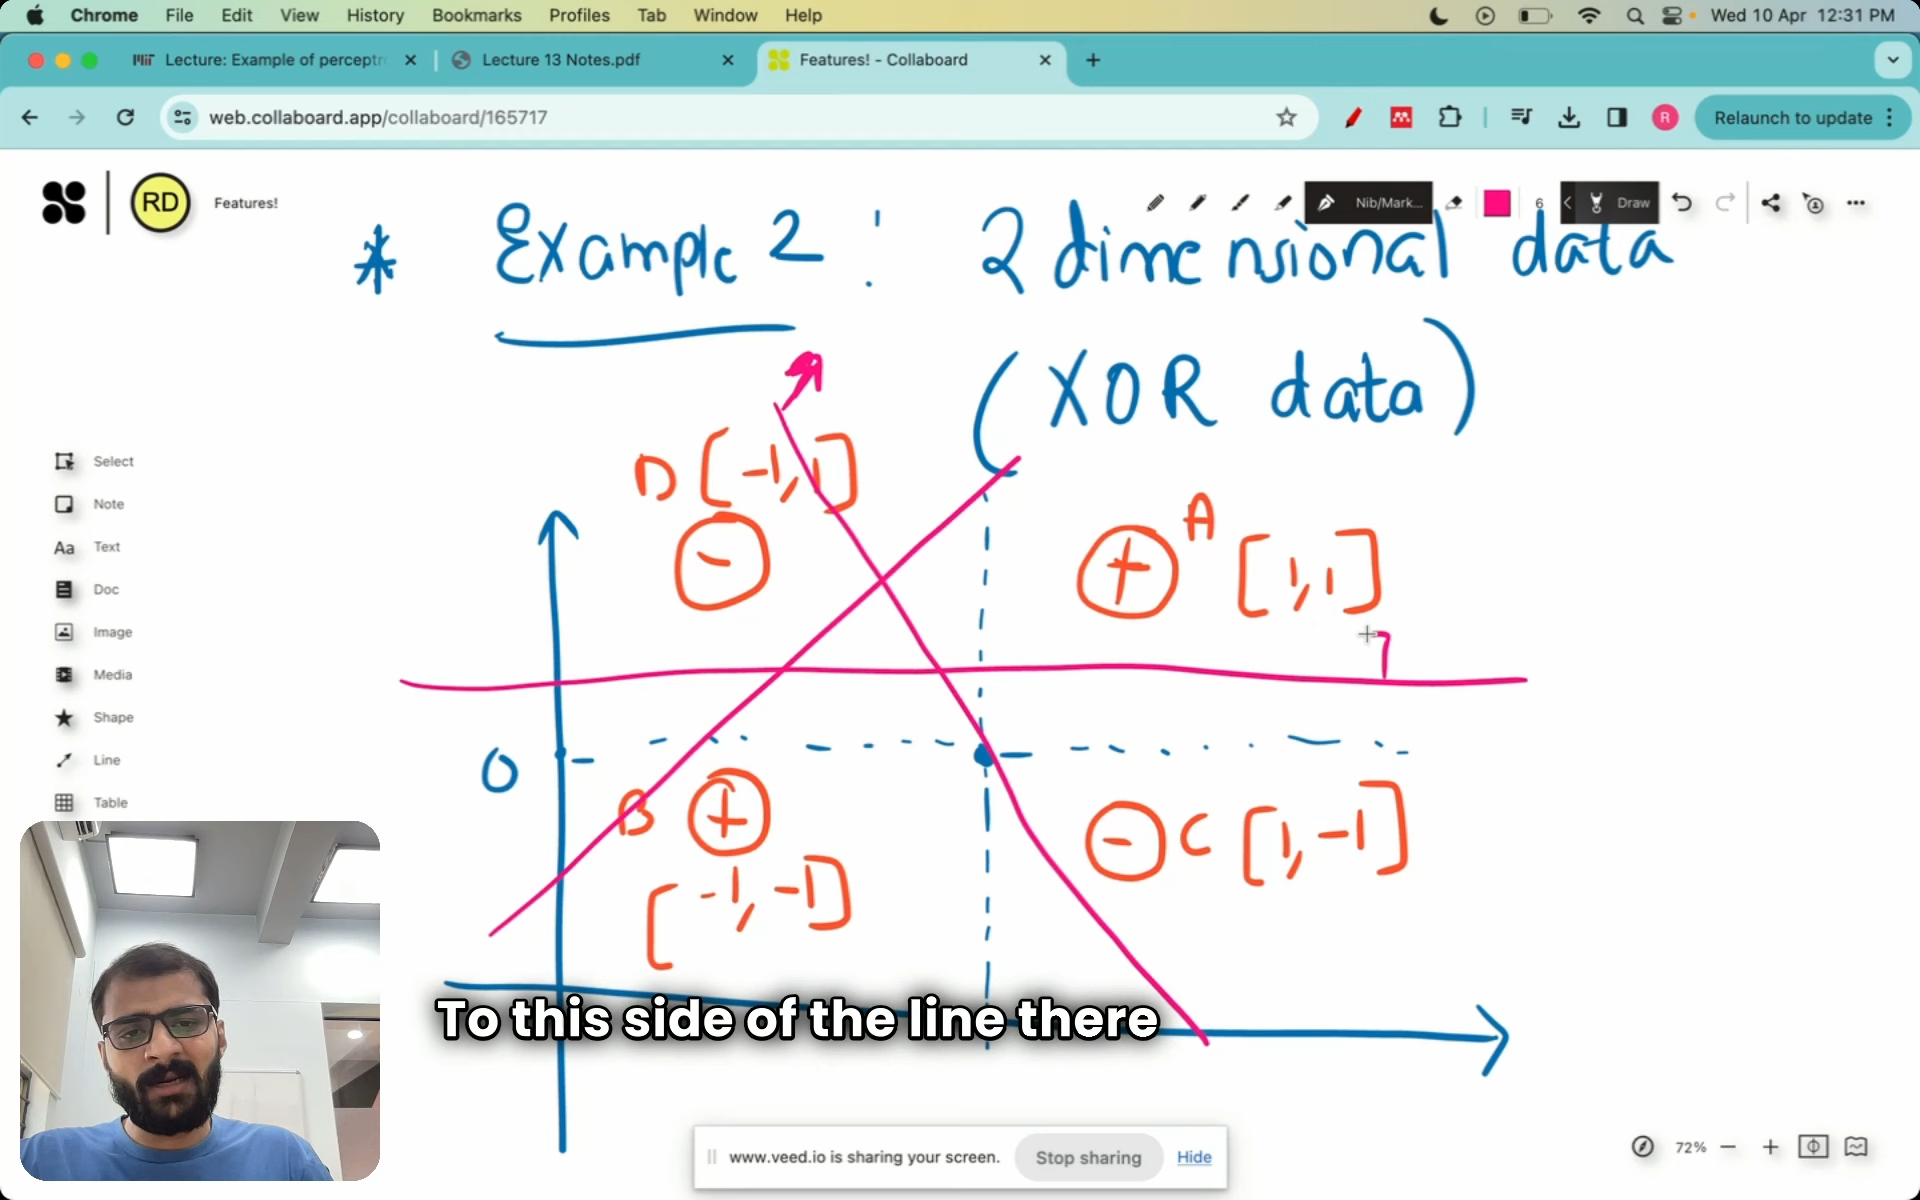 Chrome File Edit View History Bookmarks Profiles Tab Window Help Wed 10 Apr 12:31 PM
MiT Lecture: Example of perceptr Lecture 13 Notes.pdf Features! - Collaboard
web.collaboard.app/collaboard/165717 R Relaunch to update
RD Features! Nib/Mark... 6 Draw
* Example 2 : 2 dimensional data
(XOR data)
D [-1,1]
-
+ A [1,1]
0
B +
[-1,-1]
- C [1,-1]
Select
Note
Aa Text
Doc
Image
Media
Shape
Line
Table
To this side of the line there
www.veed.io is sharing your screen. Stop sharing Hide
72% − +